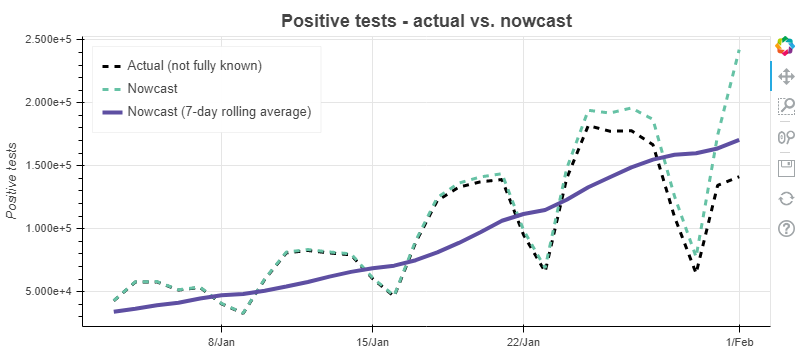 Positive tests - actual vs. nowcast
2.500e+5
2.000e+5
1.500e+5
1.000e+5
5.000e+4
Positive tests
Actual (not fully known)
Nowcast
Nowcast (7-day rolling average)
8/Jan
15/Jan
22/Jan
1/Feb